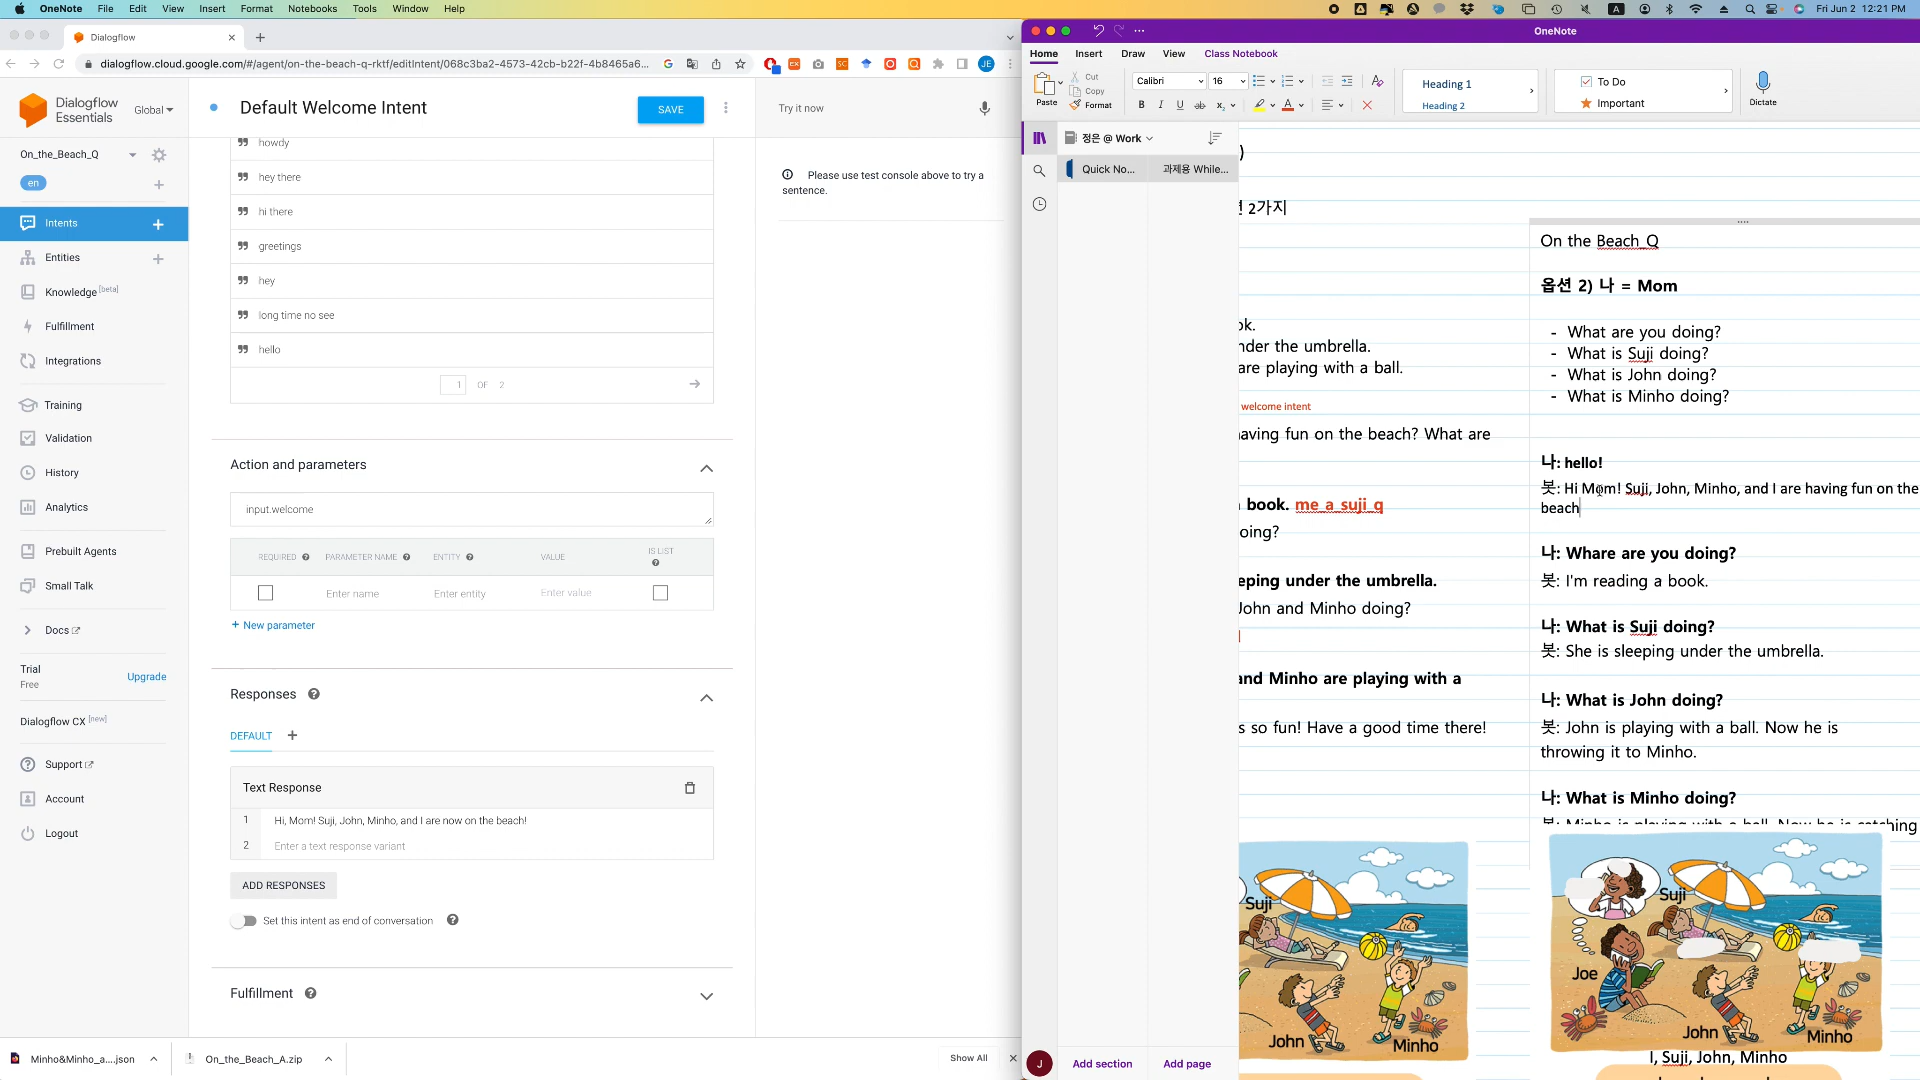 OneNote File Edit View Insert Format Notebooks Tools Window Help
A
Fri Jun 2 12:21 PM
Dialogflow
dialogflow.cloud.google.com/#/agent/on-the-beach-q-rktf/editIntent/068c3ba2-4573-42cb-b22f-4b8465a6...
JE
Dialogflow
Essentials
Global
On_the_Beach_Q
en
Intents
Entities
Knowledge [beta]
Fulfillment
Integrations
Training
Validation
History
Analytics
Prebuilt Agents
Small Talk
Docs
Trial
Free
Upgrade
Dialogflow CX [new]
Support
Account
Logout
Default Welcome Intent
SAVE
howdy
hey there
hi there
greetings
hey
long time no see
hello
1 OF 2
Action and parameters
input.welcome
REQUIRED PARAMETER NAME ENTITY VALUE IS LIST
Enter name Enter entity Enter value
+ New parameter
Responses
DEFAULT +
Text Response
1 Hi, Mom! Suji, John, Minho, and I are now on the beach!
2 Enter a text response variant
ADD RESPONSES
Set this intent as end of conversation
Fulfillment
Try it now
Please use test console above to try a
sentence.
Minho&Minho_a....json
On_the_Beach_A.zip
Show All
OneNote
Home Insert Draw View Class Notebook
Paste
Cut
Copy
Format
Calibri 16
Heading 1
Heading 2
To Do
Important
Dictate
정은 @ Work
Quick No...
과제용 While...
J
Add section
Add page
)
2가지
ok.
nder the umbrella.
are playing with a ball.
welcome intent
having fun on the beach? What are
book. me_a_suji_q
oing?
eeping under the umbrella.
John and Minho doing?
and Minho are playing with a
s so fun! Have a good time there!
Suji
John
Minho
On the Beach_Q
옵션 2) 나 = Mom
- What are you doing?
- What is Suji doing?
- What is John doing?
- What is Minho doing?
나: hello!
봇: Hi Mom! Suji, John, Minho, and I are having fun on the
beach
나: Whare are you doing?
봇: I'm reading a book.
나: What is Suji doing?
봇: She is sleeping under the umbrella.
나: What is John doing?
봇: John is playing with a ball. Now he is
throwing it to Minho.
나: What is Minho doing?
봇: Minho is playing with a ball. Now he is catching
Suji
Joe
John
Minho
I, Suji, John, Minho